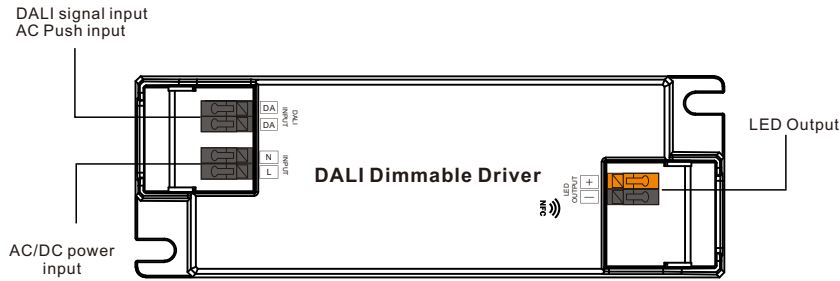 DALI signal input
AC Push input
DA
DA
DALI
INPUT
N
L
INPUT
AC/DC power
input
DALI Dimmable Driver
NFC
LED
OUTPUT
+
—
LED Output